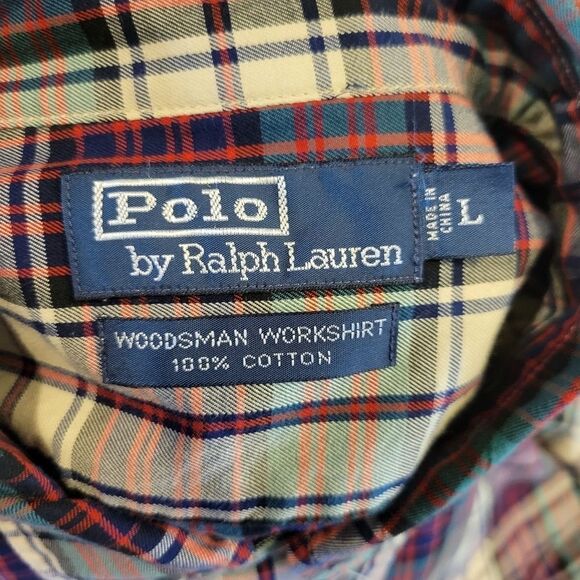 Polo
by Ralph Lauren
MADE IN
CHINA
L
WOODSMAN WORKSHIRT
100% COTTON